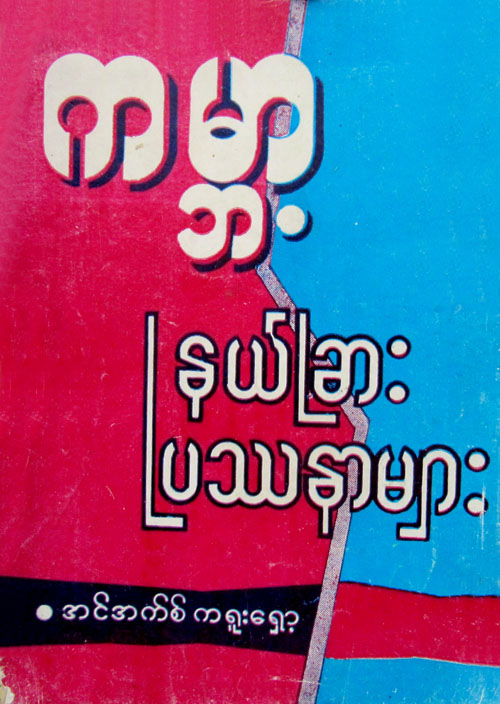 ကမ္ဘာ့
နယ်ခြား
ပြဿနာများ
• အင်အက်စ် ကရူးရှော့